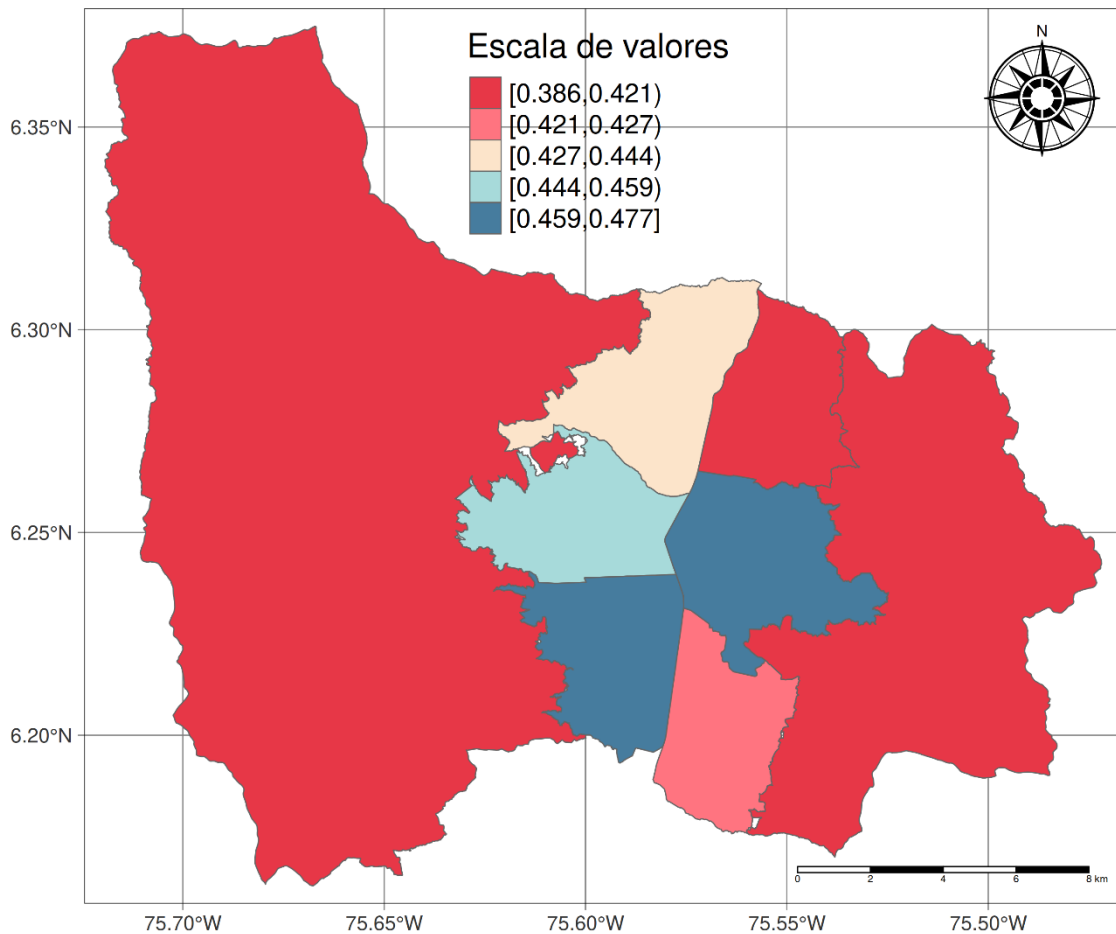 Escala de valores
N
[0.386,0.421)
[0.421,0.427)
[0.427,0.444)
[0.444,0.459)
[0.459,0.477]
6.35°N
6.30°N
6.25°N
6.20°N
0 2 4 6 8 km
75.70°W 75.65°W 75.60°W 75.55°W 75.50°W